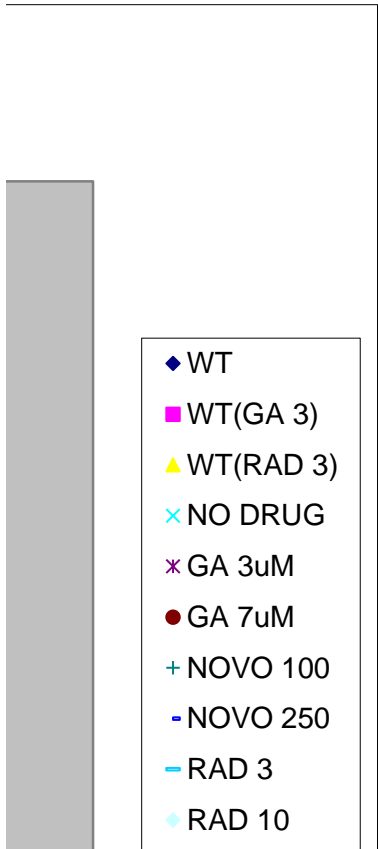 WT
WT(GA 3)
WT(RAD 3)
NO DRUG
GA 3uM
GA 7uM
NOVO 100
NOVO 250
RAD 3
RAD 10